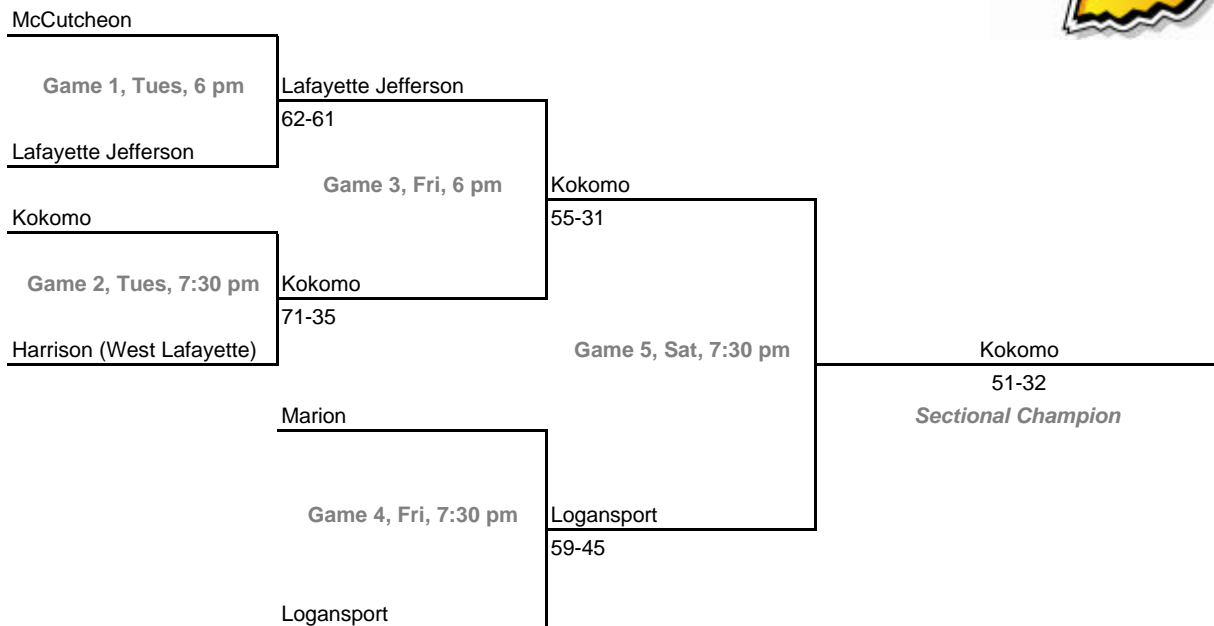 McCutcheon
Game 1, Tues, 6 pm
Lafayette Jefferson
62-61
Lafayette Jefferson
Game 3, Fri, 6 pm
Kokomo
55-31
Kokomo
Game 2, Tues, 7:30 pm
Kokomo
71-35
Harrison (West Lafayette)
Game 5, Sat, 7:30 pm
Kokomo
51-32
Sectional Champion
Marion
Game 4, Fri, 7:30 pm
Logansport
59-45
Logansport